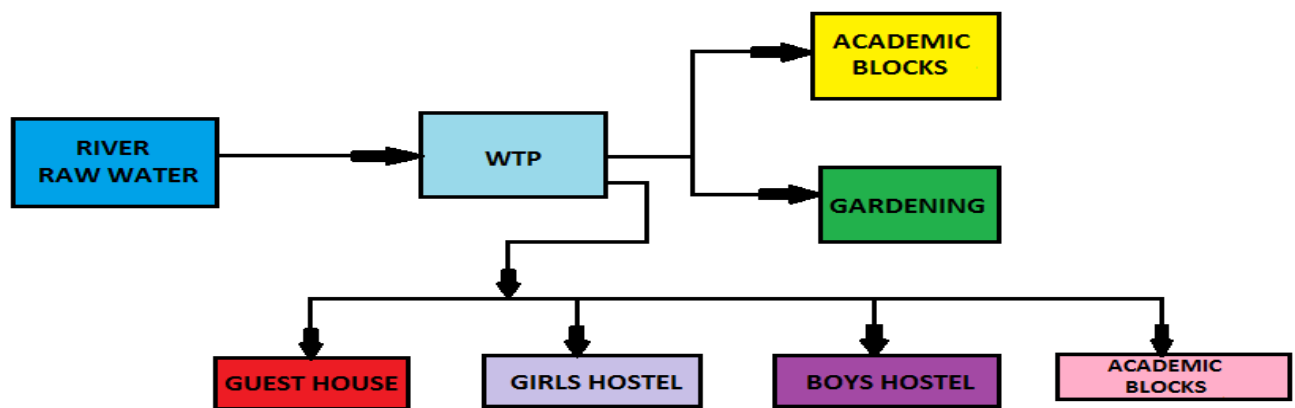 ACADEMIC
BLOCKS
RIVER
RAW WATER
WTP
GARDENING
GUEST HOUSE
GIRLS HOSTEL
BOYS HOSTEL
ACADEMIC
BLOCKS